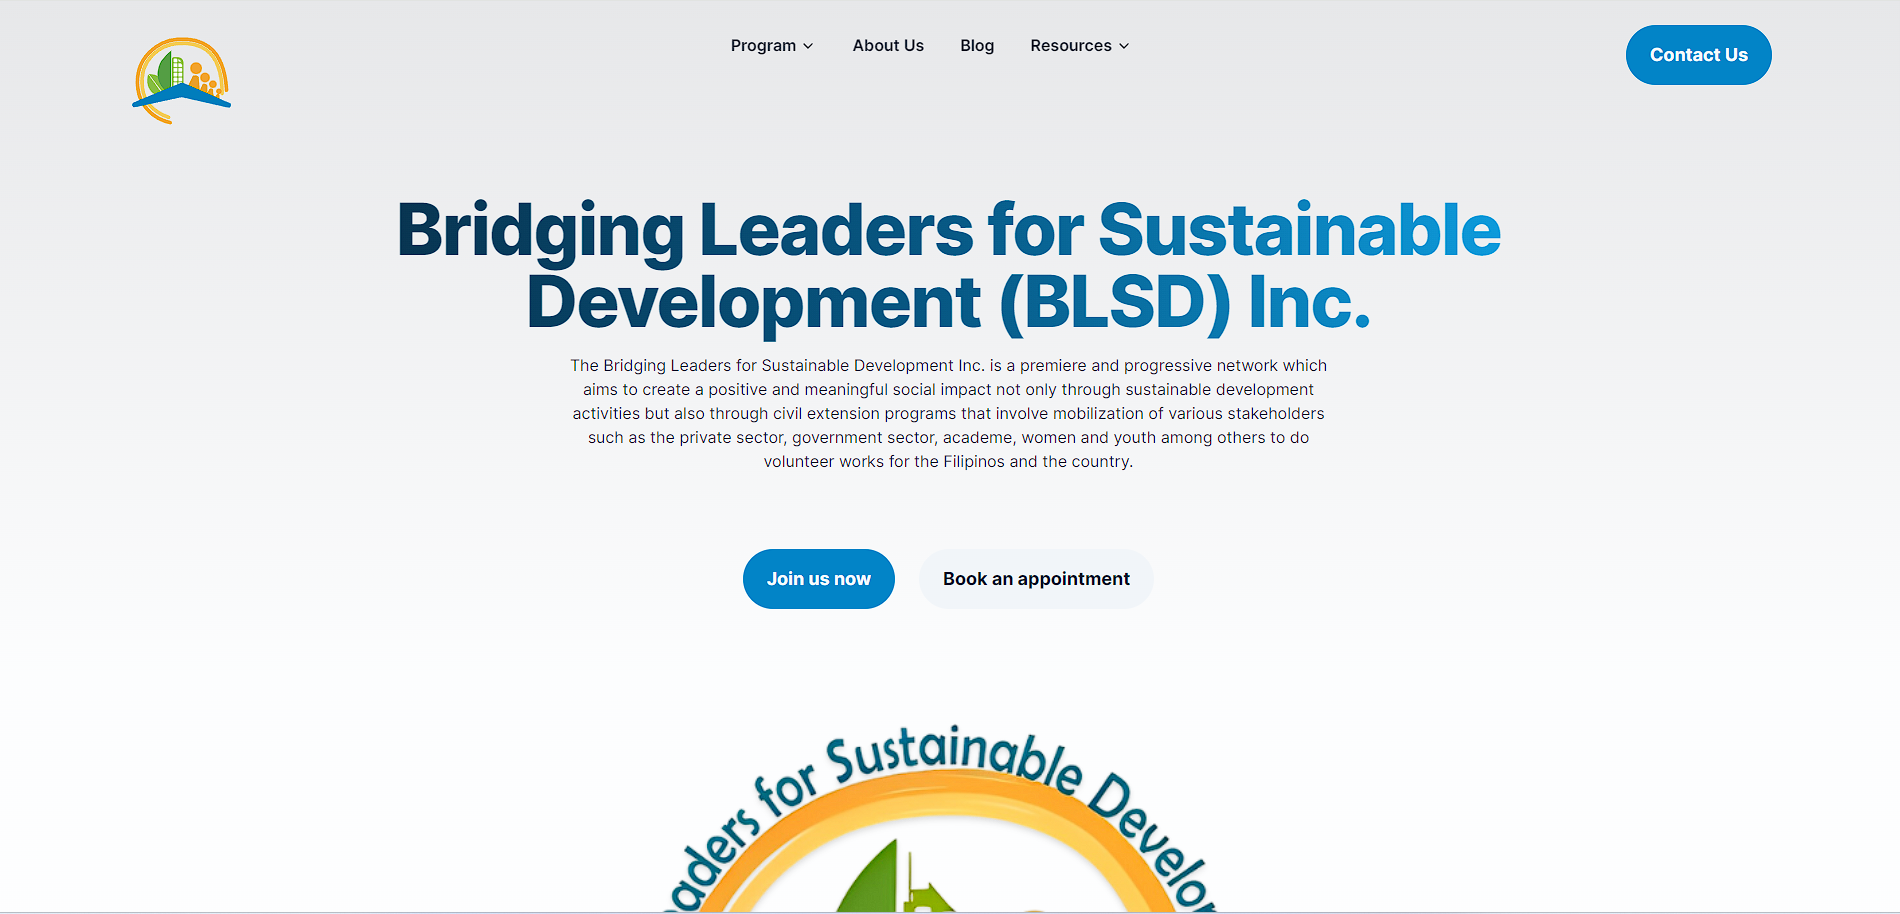 Program
About Us
Blog
Resources
Contact Us
Bridging Leaders for Sustainable
Development (BLSD) Inc.
The Bridging Leaders for Sustainable Development Inc. is a premiere and progressive network which
aims to create a positive and meaningful social impact not only through sustainable development
activities but also through civil extension programs that involve mobilization of various stakeholders
such as the private sector, government sector, academe, women and youth among others to do
volunteer works for the Filipinos and the country.
Join us now
Book an appointment
aders for Sustainable Develop